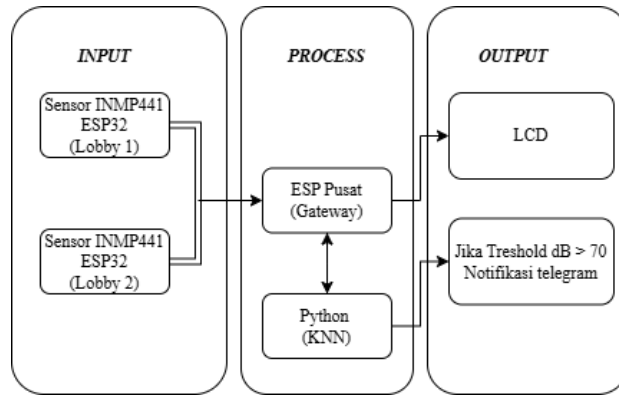 INPUT
Sensor INMP441
ESP32
(Lobby 1)
Sensor INMP441
ESP32
(Lobby 2)
PROCESS
ESP Pusat
(Gateway)
Python
(KNN)
OUTPUT
LCD
Jika Treshold dB > 70
Notifikasi telegram